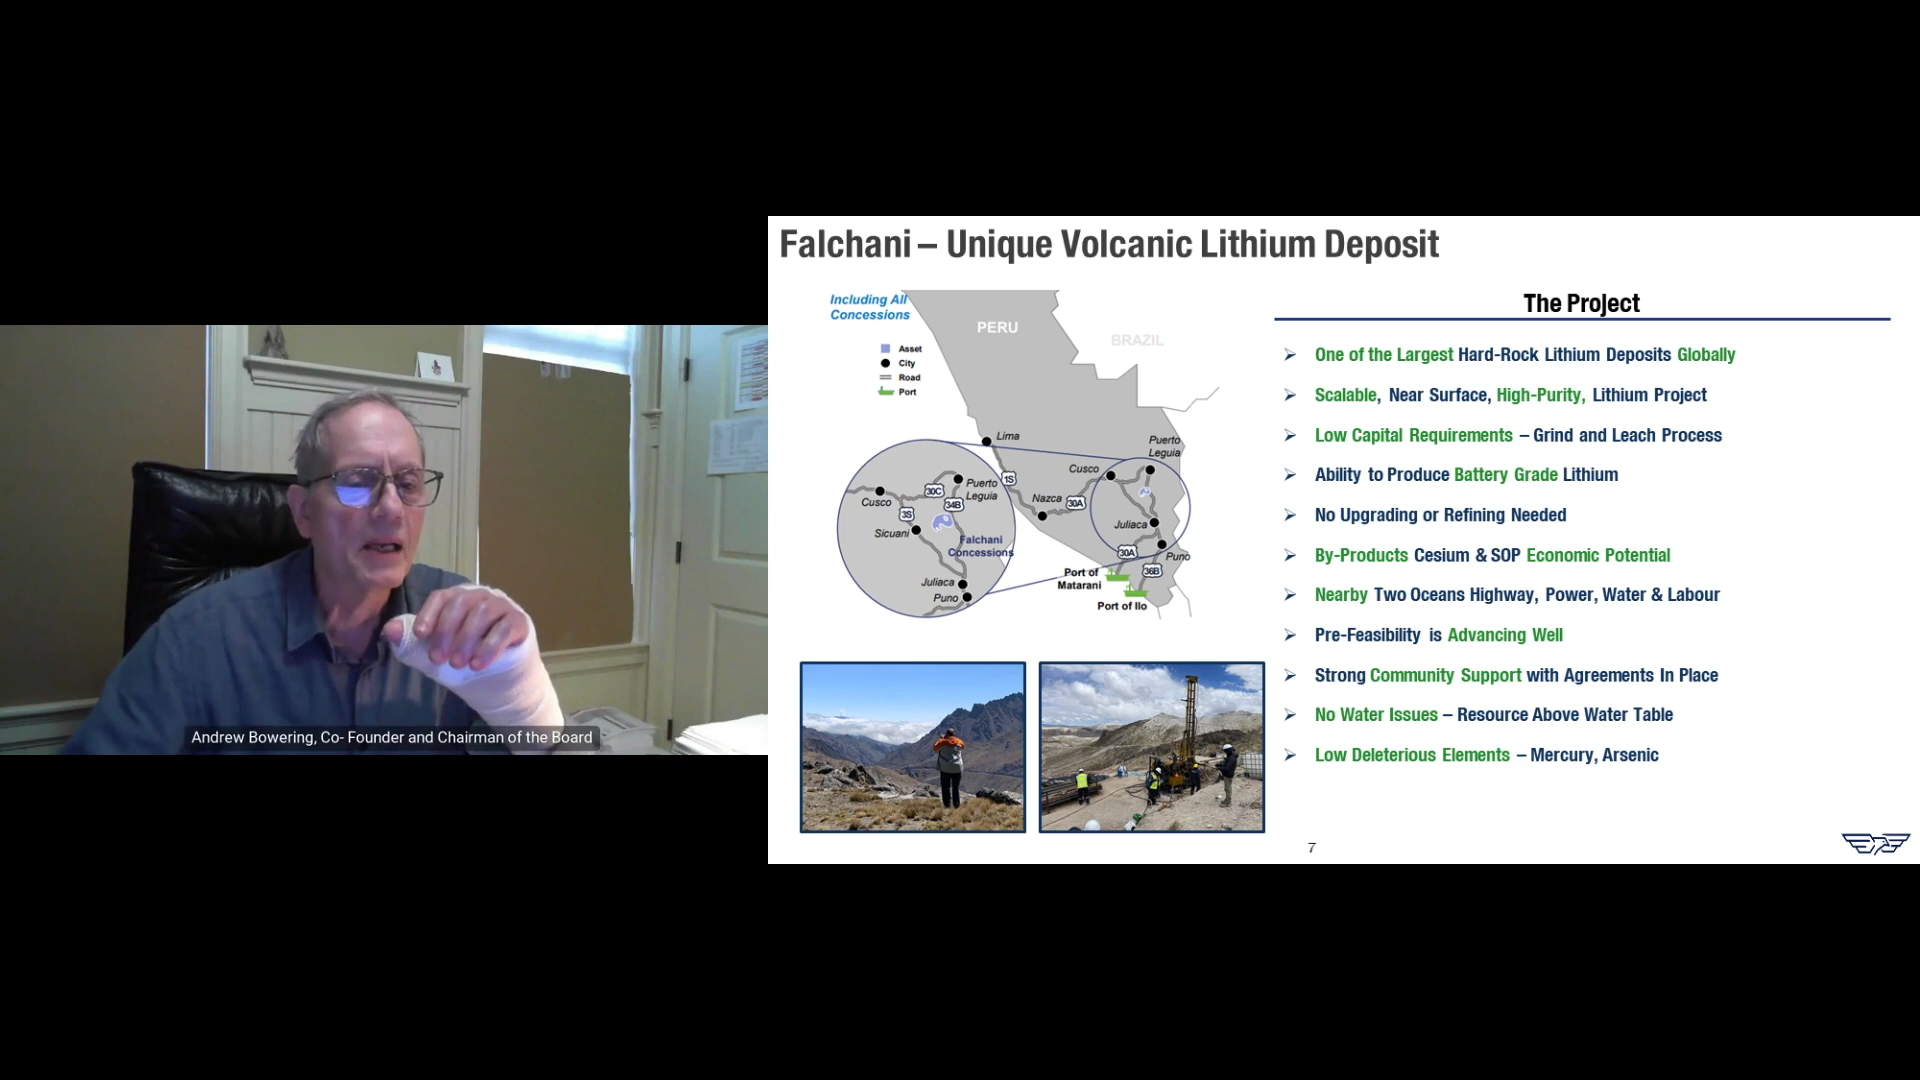 Andrew Bowering, Co- Founder and Chairman of the Board
Falchani – Unique Volcanic Lithium Deposit
Including All
Concessions
Asset
City
Road
Port
PERU
BRAZIL
Lima
Puerto
Leguia
Cusco
1S
Nazca
30A
Juliaca
30A
Puno
36B
Port of
Matarani
Port of Ilo
Cusco
30C
Puerto
Leguia
34B
3S
Sicuani
Falchani
Concessions
Juliaca
Puno
The Project
One of the Largest Hard-Rock Lithium Deposits Globally
Scalable, Near Surface, High-Purity, Lithium Project
Low Capital Requirements – Grind and Leach Process
Ability to Produce Battery Grade Lithium
No Upgrading or Refining Needed
By-Products Cesium & SOP Economic Potential
Nearby Two Oceans Highway, Power, Water & Labour
Pre-Feasibility is Advancing Well
Strong Community Support with Agreements In Place
No Water Issues – Resource Above Water Table
Low Deleterious Elements – Mercury, Arsenic
7